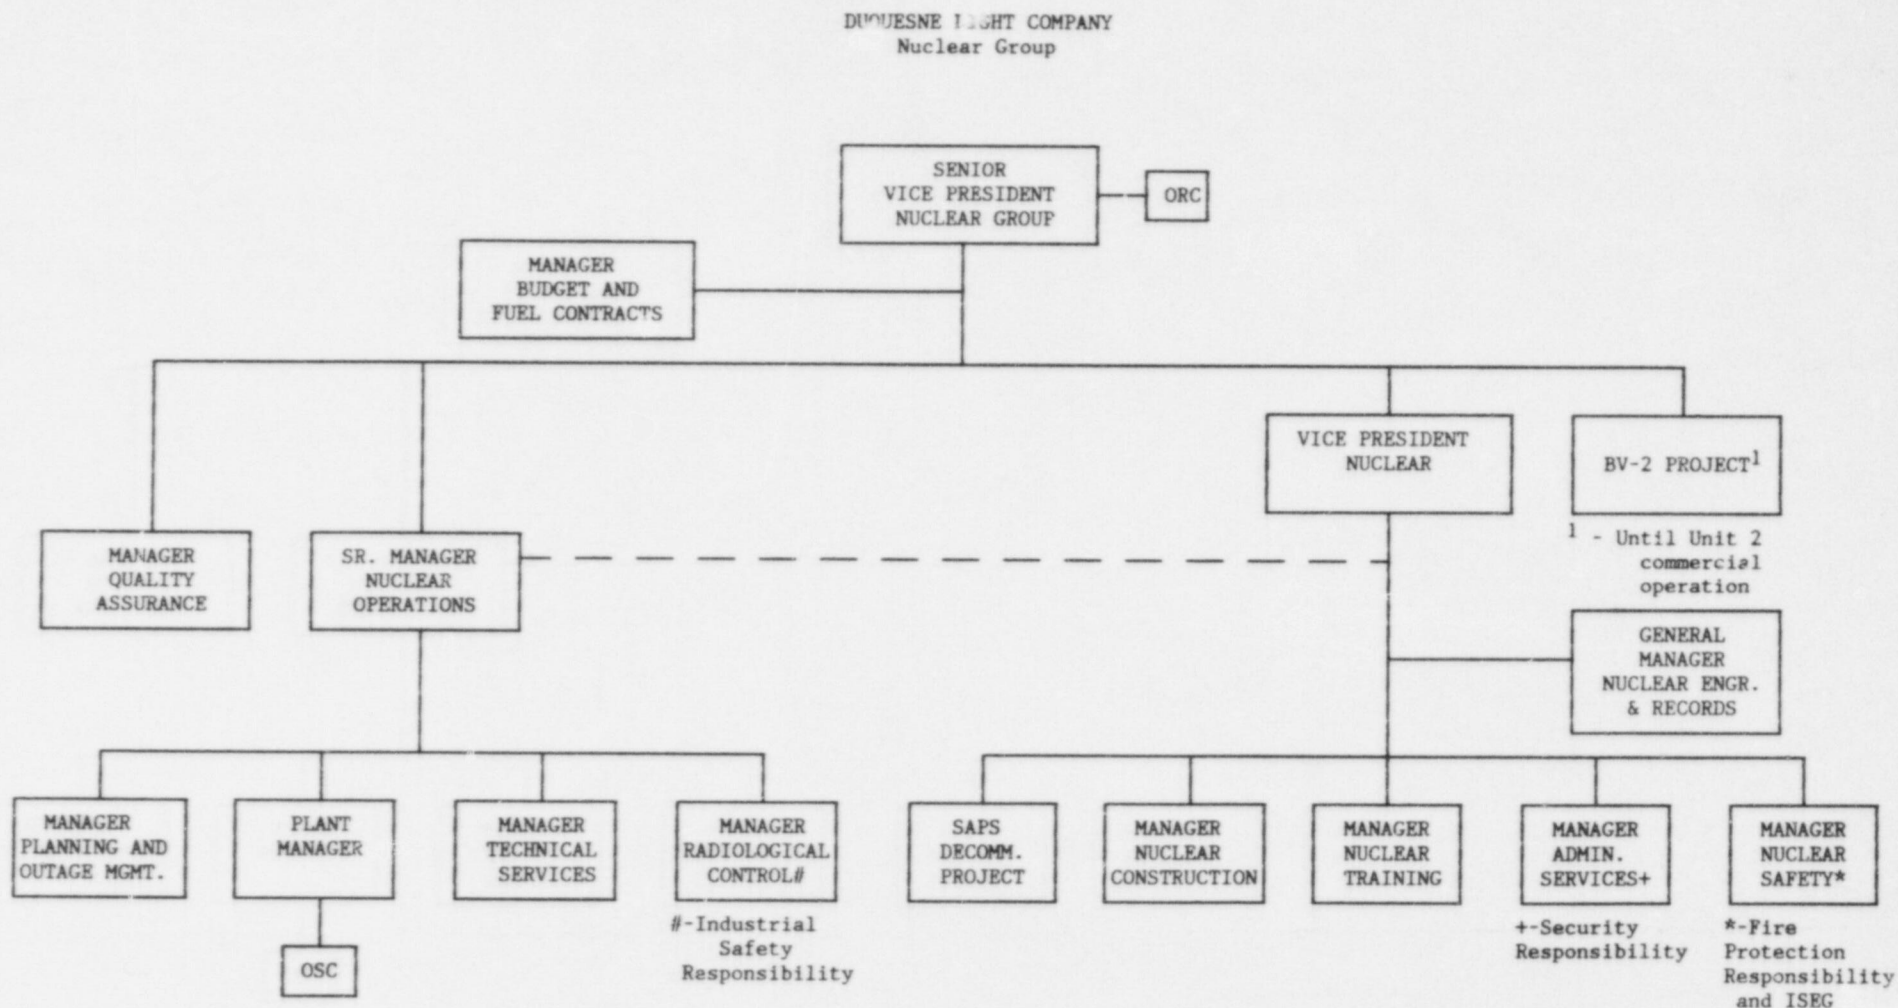 DUQUESNE LIGHT COMPANY
Nuclear Group
SENIOR
VICE PRESIDENT
NUCLEAR GROUP
ORC
MANAGER
BUDGET AND
FUEL CONTRACTS
VICE PRESIDENT
NUCLEAR
BV-2 PROJECT1
1 - Until Unit 2
commercial
operation
MANAGER
QUALITY
ASSURANCE
SR. MANAGER
NUCLEAR
OPERATIONS
GENERAL
MANAGER
NUCLEAR ENGR.
& RECORDS
MANAGER
PLANNING AND
OUTAGE MGMT.
PLANT
MANAGER
MANAGER
TECHNICAL
SERVICES
MANAGER
RADIOLOGICAL
CONTROL#
SAPS
DECOMM.
PROJECT
MANAGER
NUCLEAR
CONSTRUCTION
MANAGER
NUCLEAR
TRAINING
MANAGER
ADMIN.
SERVICES+
MANAGER
NUCLEAR
SAFETY*
OSC
#-Industrial
Safety
Responsibility
+-Security
Responsibility
*-Fire
Protection
Responsibility
and ISEG